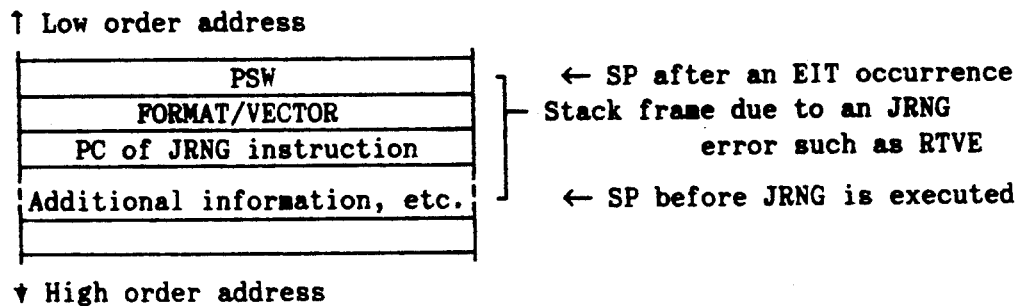 ↑ Low order address
PSW ← SP after an EIT occurrence
FORMAT/VECTOR Stack frame due to an JRNG
PC of JRNG instruction error such as RTVE
Additional information, etc. ← SP before JRNG is executed
↓ High order address